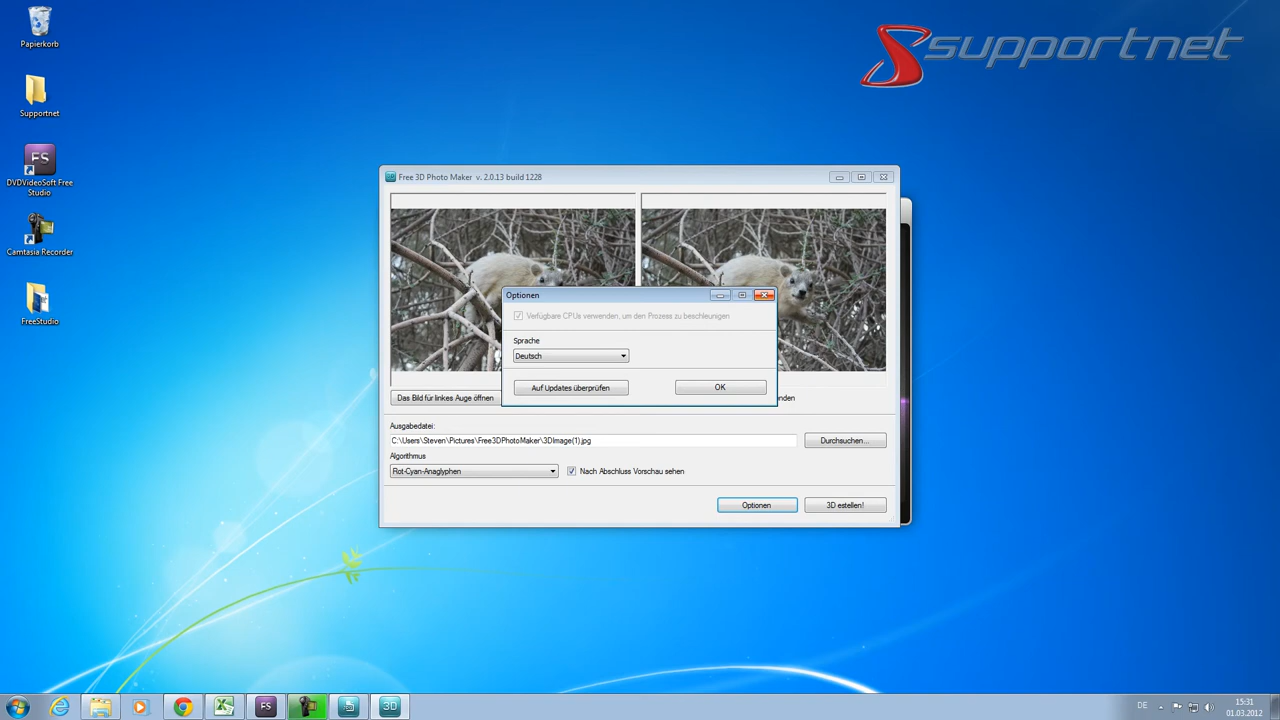 Papierkorb
Supportnet
DVDVideoSoft Free
Studio
Camtasia Recorder
FreeStudio
supportnet
Free 3D Photo Maker v. 2.0.13 build 1228
Optionen
Verfügbare CPUs verwenden, um den Prozess zu beschleunigen
Sprache
Deutsch
Auf Updates überprüfen
OK
Das Bild für linkes Auge öffnen
Ausgabedatei:
C:\Users\Steven\Pictures\Free3DPhotoMaker\3DImage(1).jpg
Durchsuchen...
Algorithmus
Rot-Cyan-Anaglyphen
Nach Abschluss Vorschau sehen
Optionen
3D estellen!
FS
3D
DE
15:31
01.03.2012